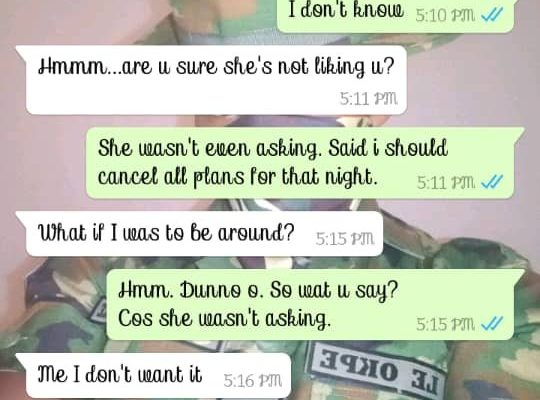 I don't know 5:10 PM
Hmmm...are u sure she's not liking u?
5:11 PM
She wasn't even asking. Said i should
cancel all plans for that night. 5:11 PM
What if I was to be around? 5:15 PM
Hmm. Dunno o. So wat u say?
Cos she wasn't asking. 5:15 PM
LE OKPE
Me I don't want it 5:16 PM